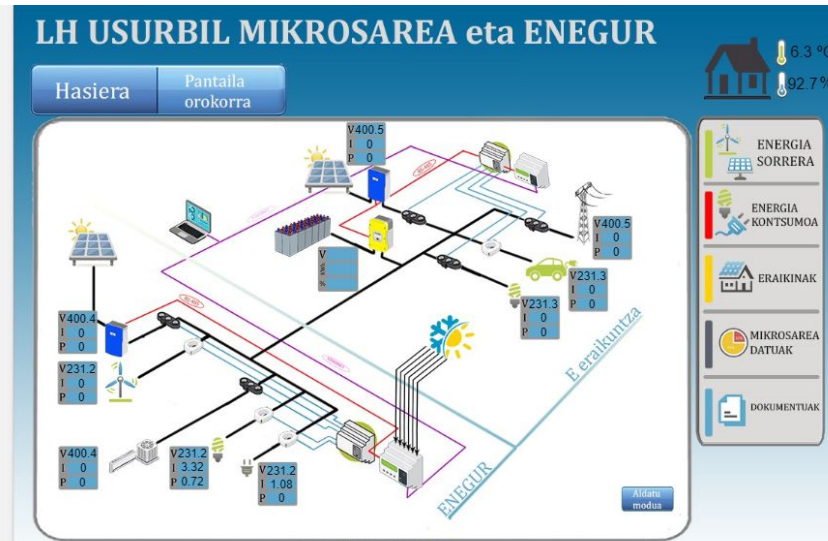 LH USURBIL MIKROSAREA eta ENEGUR
6.3 ºC
92.7%
Hasiera
Pantaila
orokorra
V400.5
I 0
P 0
V400.5
I 0
P 0
V
%
V231.3
I 0
P 0
V231.3
I 0
P 0
V400.4
I 0
P 0
V231.2
I 0
P 0
V400.4
I 0
P 0
V231.2
I 3.32
P 0.72
V231.2
I 1.08
P 0
E eraikuntza
ENEGUR
Aldatu
modua
ENERGIA
SORRERA
ENERGIA
KONTSUMOA
ERAIKINAK
MIKROSAREA
DATUAK
DOKUMENTUAK